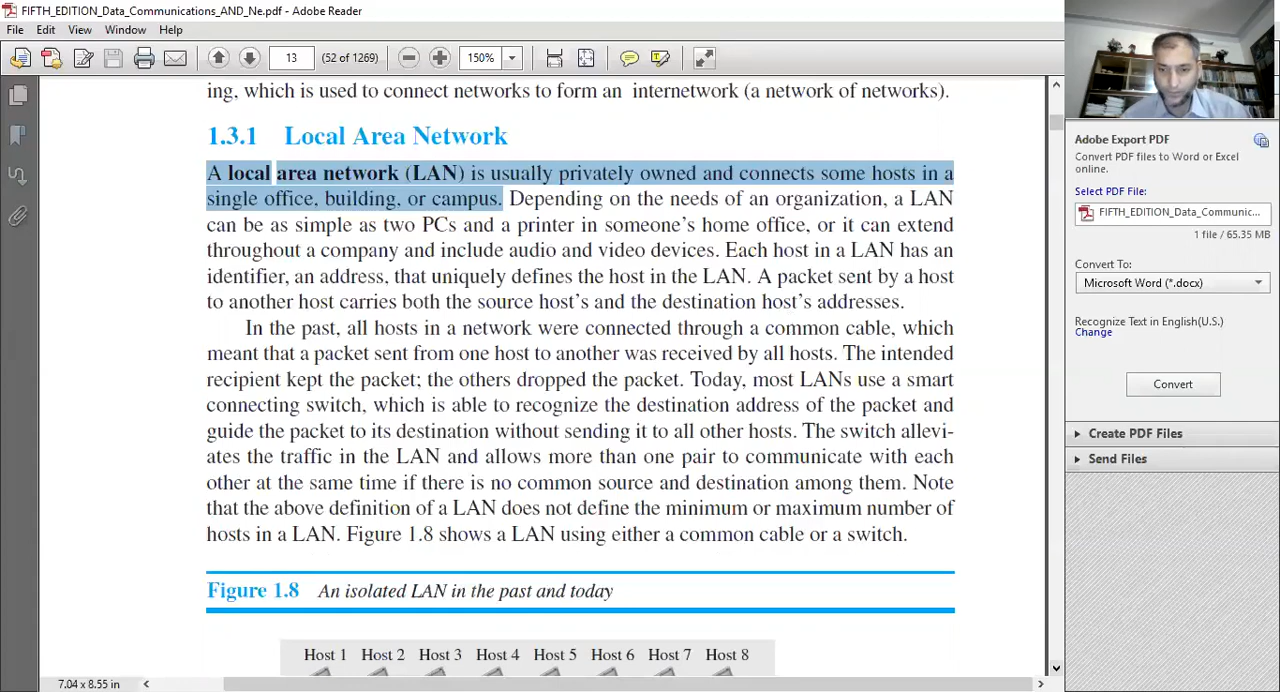 FIFTH_EDITION_Data_Communications_AND_Ne.pdf - Adobe Reader
File Edit View Window Help
13 (52 of 1269) 150%
ing, which is used to connect networks to form an internetwork (a network of networks).
1.3.1 Local Area Network
A local area network (LAN) is usually privately owned and connects some hosts in a
single office, building, or campus. Depending on the needs of an organization, a LAN
can be as simple as two PCs and a printer in someone's home office, or it can extend
throughout a company and include audio and video devices. Each host in a LAN has an
identifier, an address, that uniquely defines the host in the LAN. A packet sent by a host
to another host carries both the source host's and the destination host's addresses.
In the past, all hosts in a network were connected through a common cable, which
meant that a packet sent from one host to another was received by all hosts. The intended
recipient kept the packet; the others dropped the packet. Today, most LANs use a smart
connecting switch, which is able to recognize the destination address of the packet and
guide the packet to its destination without sending it to all other hosts. The switch allevi-
ates the traffic in the LAN and allows more than one pair to communicate with each
other at the same time if there is no common source and destination among them. Note
that the above definition of a LAN does not define the minimum or maximum number of
hosts in a LAN. Figure 1.8 shows a LAN using either a common cable or a switch.
Figure 1.8 An isolated LAN in the past and today
Host 1 Host 2 Host 3 Host 4 Host 5 Host 6 Host 7 Host 8
7.04 x 8.55 in
Adobe Export PDF
Convert PDF files to Word or Excel
online.
Select PDF File:
FIFTH_EDITION_Data_Communic...
1 file / 65.35 MB
Convert To:
Microsoft Word (*.docx)
Recognize Text in English(U.S.)
Change
Convert
Create PDF Files
Send Files